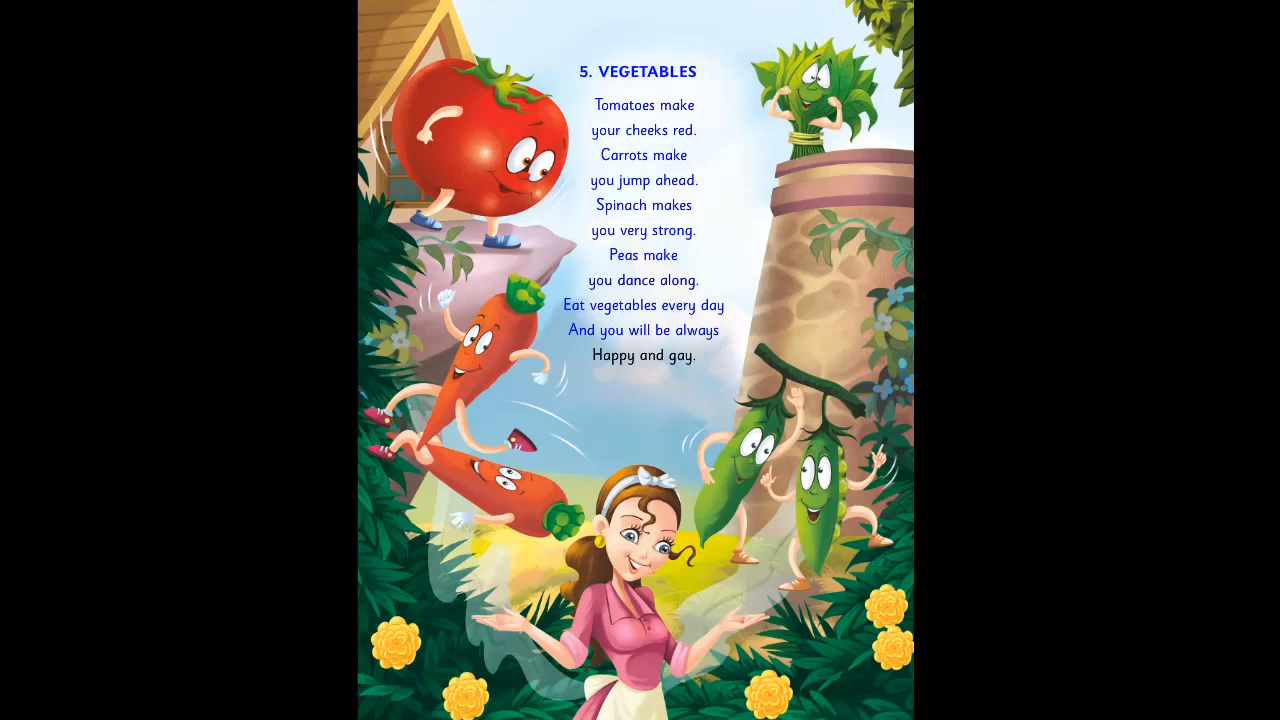 5. VEGETABLES
Tomatoes make
your cheeks red.
Carrots make
you jump ahead.
Spinach makes
you very strong.
Peas make
you dance along.
Eat vegetables every day
And you will be always
Happy and gay.